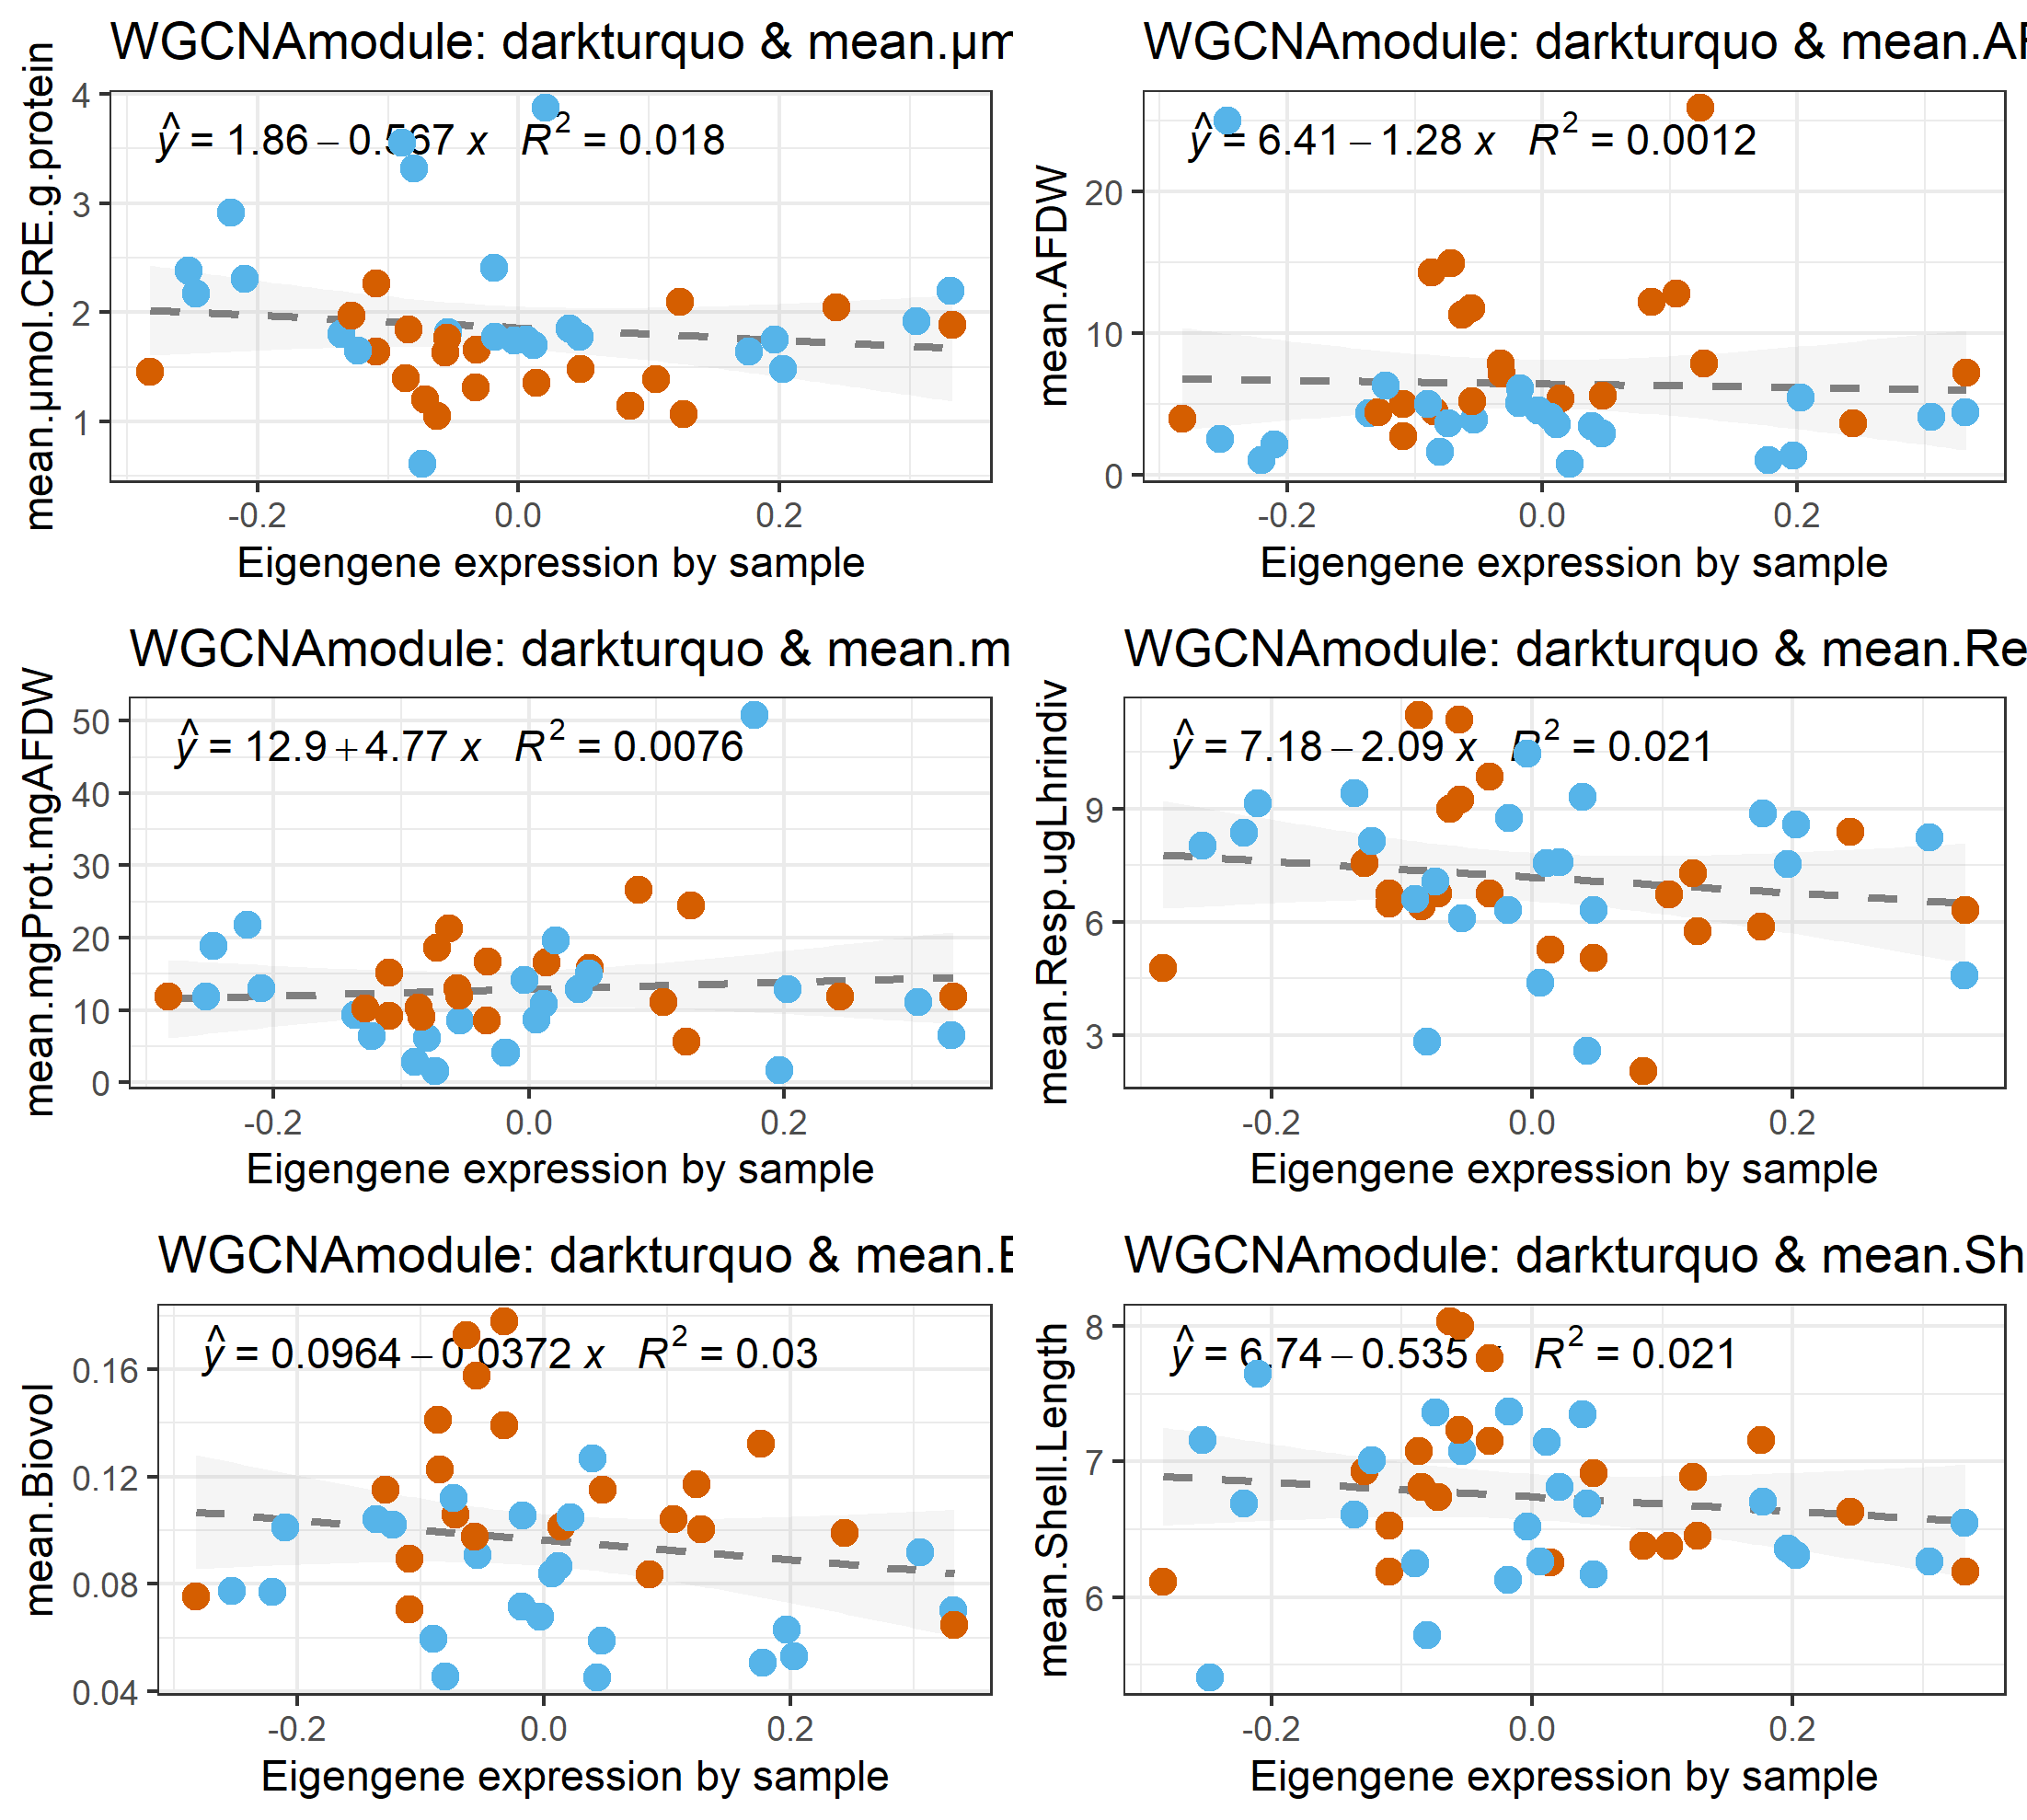 WGCNAmodule: darkturquo & mean.μm
mean.μmol.CRE.g.protein
4
3
2
1
ŷ = 1.86 − 0.567 x R² = 0.018
-0.2 0.0 0.2
Eigengene expression by sample
WGCNAmodule: darkturquo & mean.AF
mean.AFDW
20
10
0
ŷ = 6.41 − 1.28 x R² = 0.0012
-0.2 0.0 0.2
Eigengene expression by sample
WGCNAmodule: darkturquo & mean.m
mean.mgProt.mgAFDW
50
40
30
20
10
0
ŷ = 12.9 + 4.77 x R² = 0.0076
-0.2 0.0 0.2
Eigengene expression by sample
WGCNAmodule: darkturquo & mean.Re
mean.Resp.ugLhrindiv
9
6
3
ŷ = 7.18 − 2.09 x R² = 0.021
-0.2 0.0 0.2
Eigengene expression by sample
WGCNAmodule: darkturquo & mean.B
mean.Biovol
0.16
0.12
0.08
0.04
ŷ = 0.0964 − 0.0372 x R² = 0.03
-0.2 0.0 0.2
Eigengene expression by sample
WGCNAmodule: darkturquo & mean.Sh
mean.Shell.Length
8
7
6
ŷ = 6.74 − 0.535 x R² = 0.021
-0.2 0.0 0.2
Eigengene expression by sample